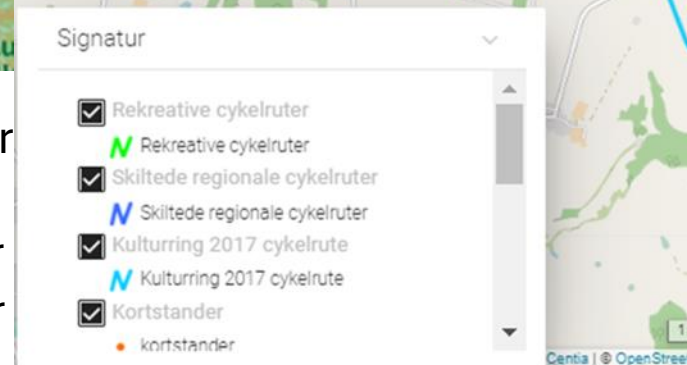 Signatur
Rekreative cykelruter
Rekreative cykelruter
Skiltede regionale cykelruter
Skiltede regionale cykelruter
Kulturring 2017 cykelrute
Kulturring 2017 cykelrute
Kortstander
kortstander
1
Centia | © OpenStree